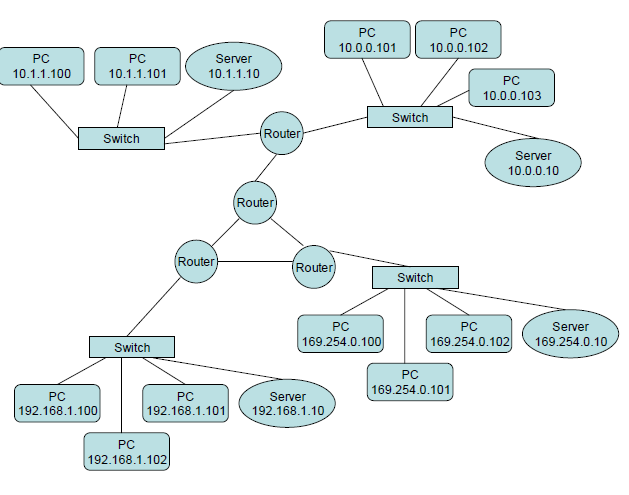 PC
10.1.1.100
PC
10.1.1.101
Server
10.1.1.10
Switch
Router
PC
10.0.0.101
PC
10.0.0.102
PC
10.0.0.103
Switch
Server
10.0.0.10
Router
Router
Router
Switch
PC
169.254.0.100
PC
169.254.0.101
PC
169.254.0.102
Server
169.254.0.10
Switch
PC
192.168.1.100
PC
192.168.1.102
PC
192.168.1.101
Server
192.168.1.10